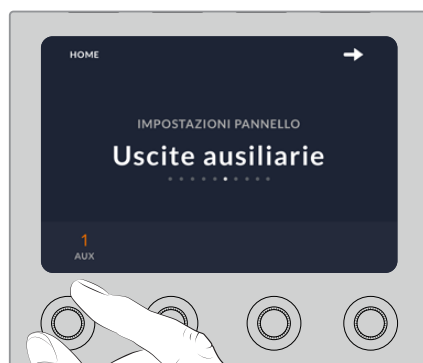 HOME
IMPOSTAZIONI PANNELLO
Uscite ausiliarie
1
AUX